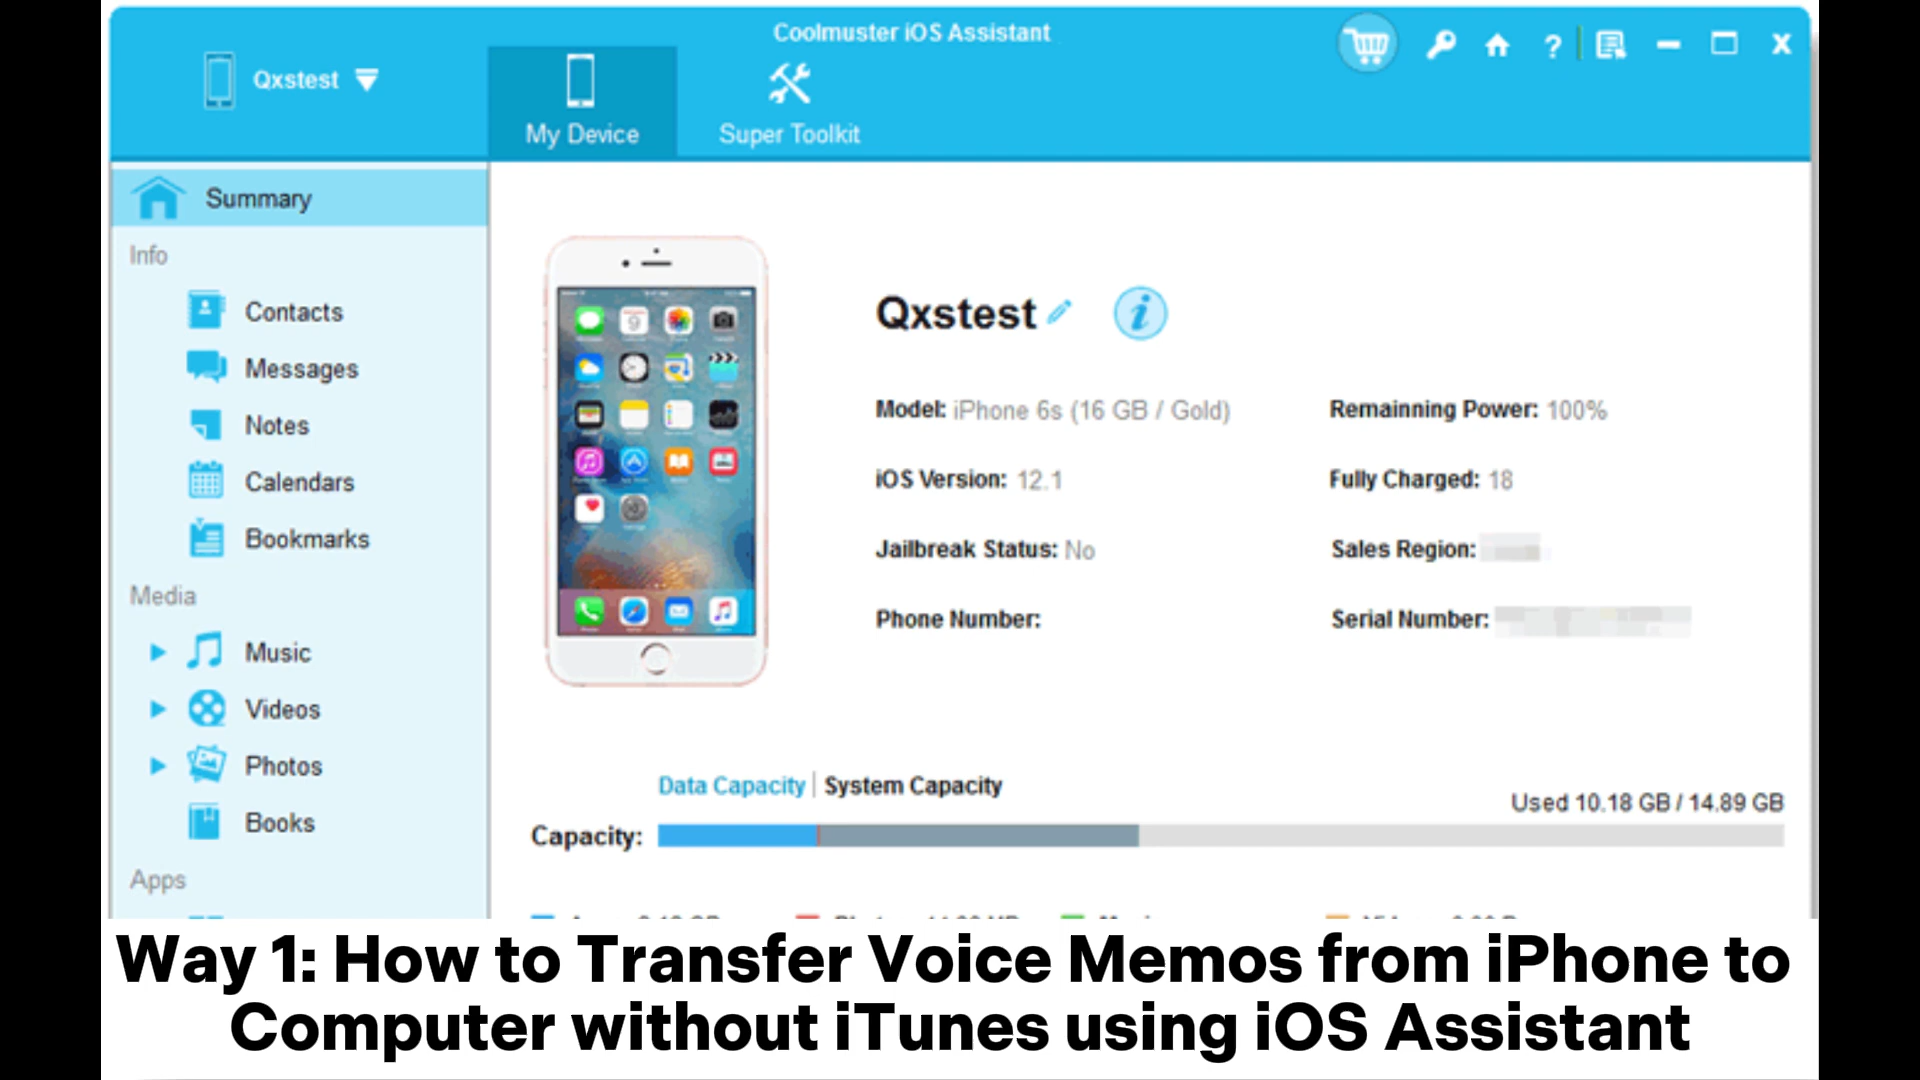 Coolmuster iOS Assistant
Qxstest
My Device
Super Toolkit
?
X
Summary
Info
Contacts
Messages
Notes
Calendars
Bookmarks
Media
Music
Videos
Photos
Books
Apps
Qxstest
Model: iPhone 6s (16 GB / Gold)
Remainning Power: 100%
iOS Version: 12.1
Fully Charged: 18
Jailbreak Status: No
Sales Region:
Phone Number:
Serial Number:
Data Capacity | System Capacity
Used 10.18 GB / 14.89 GB
Capacity:
Way 1: How to Transfer Voice Memos from iPhone to
Computer without iTunes using iOS Assistant